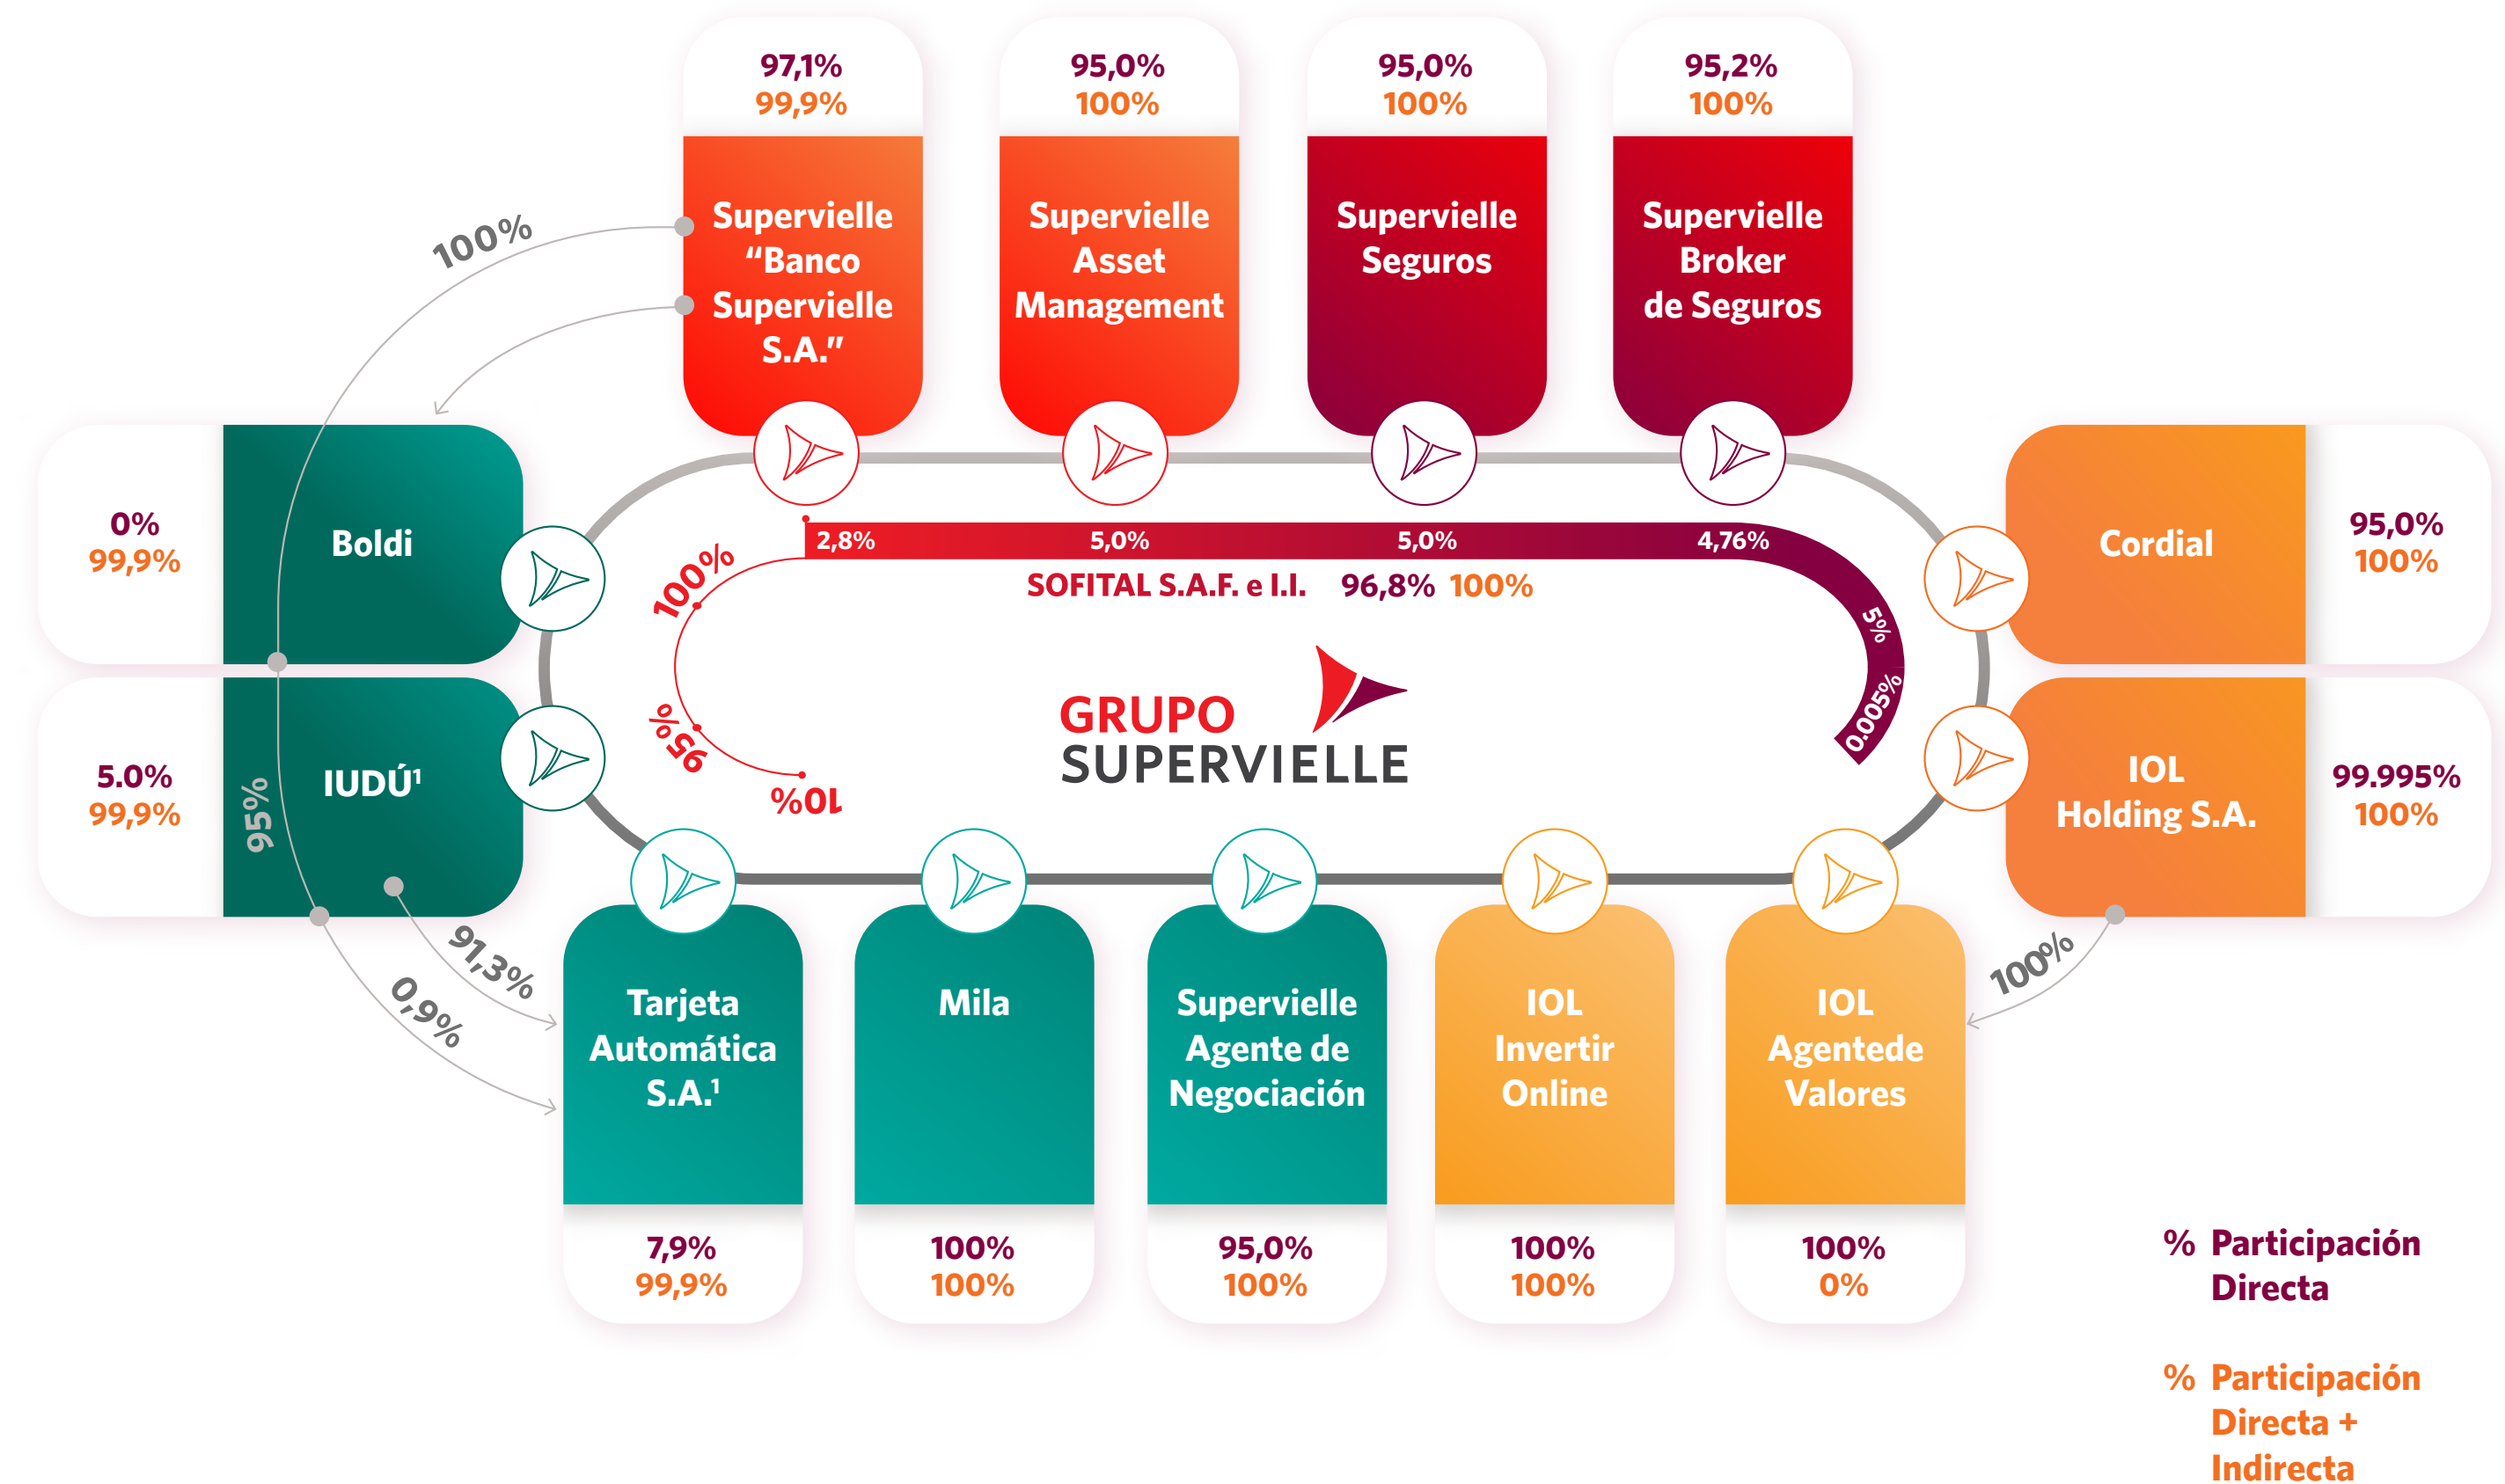 97,1%
99,9%
95,0%
100%
95,0%
100%
95,2%
100%
Supervielle
“Banco
Supervielle
S.A.”
Supervielle
Asset
Management
Supervielle
Seguros
Supervielle
Broker
de Seguros
100%
0%
99,9%
Boldi
2,8%
5,0%
5,0%
4,76%
5%
0.005%
SOFITAL S.A.F. e I.I. 96,8% 100%
100%
95%
10%
GRUPO
SUPERVIELLE
Cordial
95,0%
100%
5.0%
99,9%
IUDÚ¹
95%
IOL
Holding S.A.
99.995%
100%
91,3%
0,9%
100%
Tarjeta
Automática
S.A.¹
Mila
Supervielle
Agente de
Negociación
IOL
Invertir
Online
IOL
Agentede
Valores
7,9%
99,9%
100%
100%
95,0%
100%
100%
100%
100%
0%
% Participación
Directa
% Participación
Directa +
Indirecta